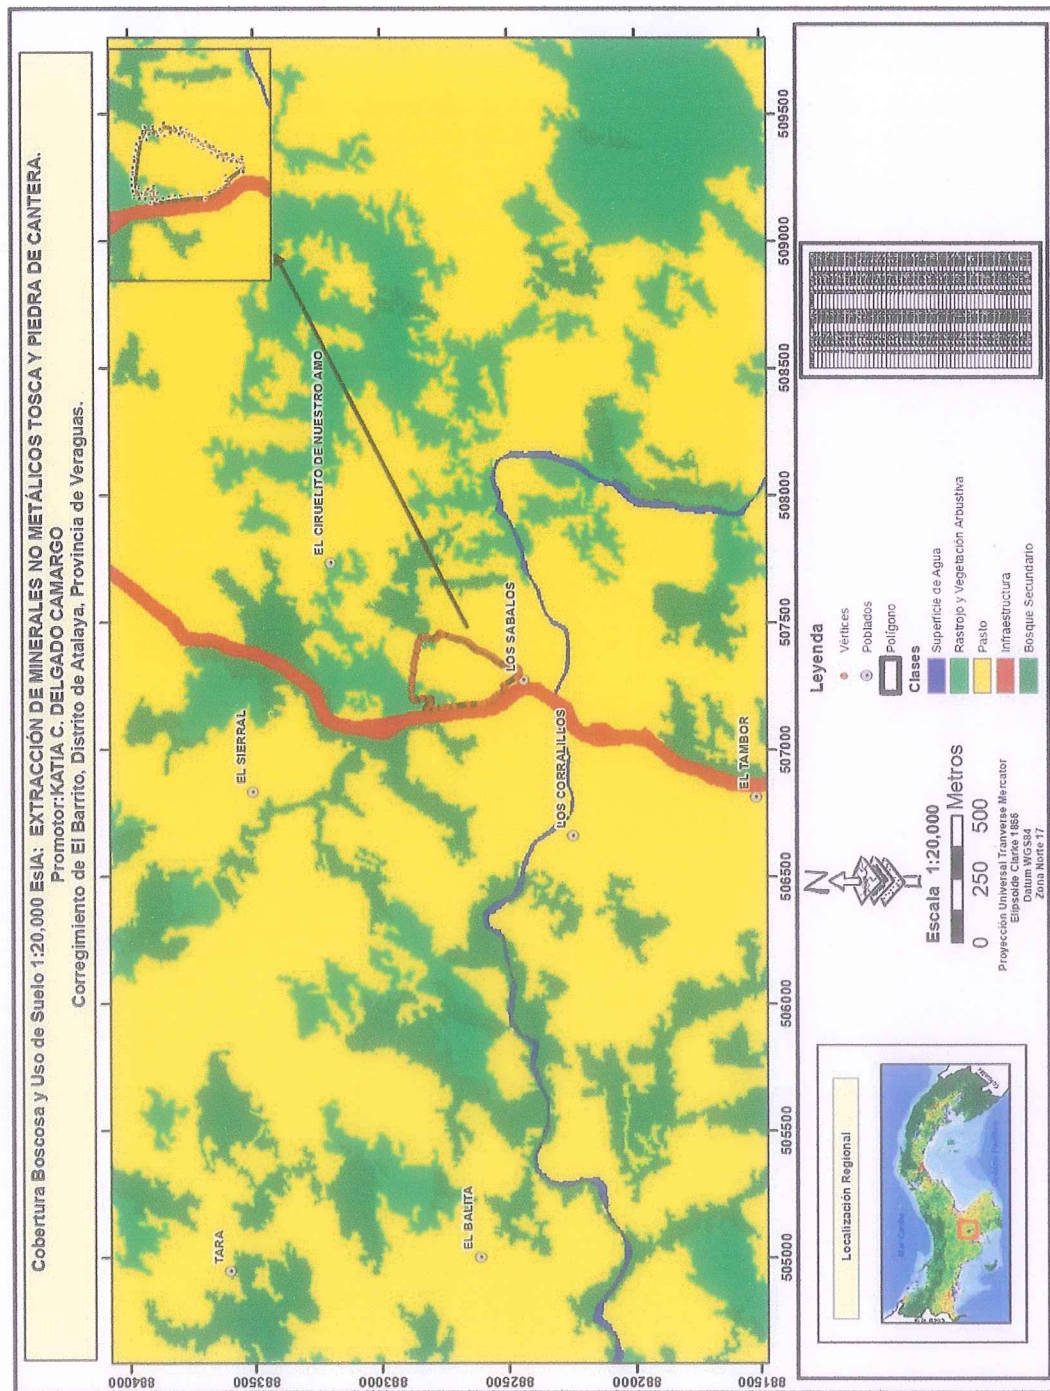 Cobertura Boscosa y Uso de Suelo 1:20,000 EsIA: EXTRACCIÓN DE MINERALES NO METÁLICOS TOSCA Y PIEDRA DE CANTERA.
Promotor:KATIA C. DELGADO CAMARGO
Corregimiento de El Barrito, Distrito de Atalaya, Provincia de Veraguas.
884000
883500
883000
882500
882000
881500
TARA
EL SIERRAL
EL CIRUELITO DE NUESTRO AMO
EL BALITA
LOS SABALOS
LOS CORRALILLOS
EL TAMBOR
505000
505500
506000
506500
507000
507500
508000
508500
509000
509500
Localización Regional
Mar Caribe
N
Escala 1:20,000
0 250 500 Metros
Proyección Universal Tranverse Mercator
Elipsoide Clarke 1866
Datum WGS84
Zona Norte 17
Leyenda
Vértices
Poblados
Polígono
Clases
Superficie de Agua
Rastrojo y Vegetación Arbustiva
Pasto
Infraestructura
Bosque Secundario